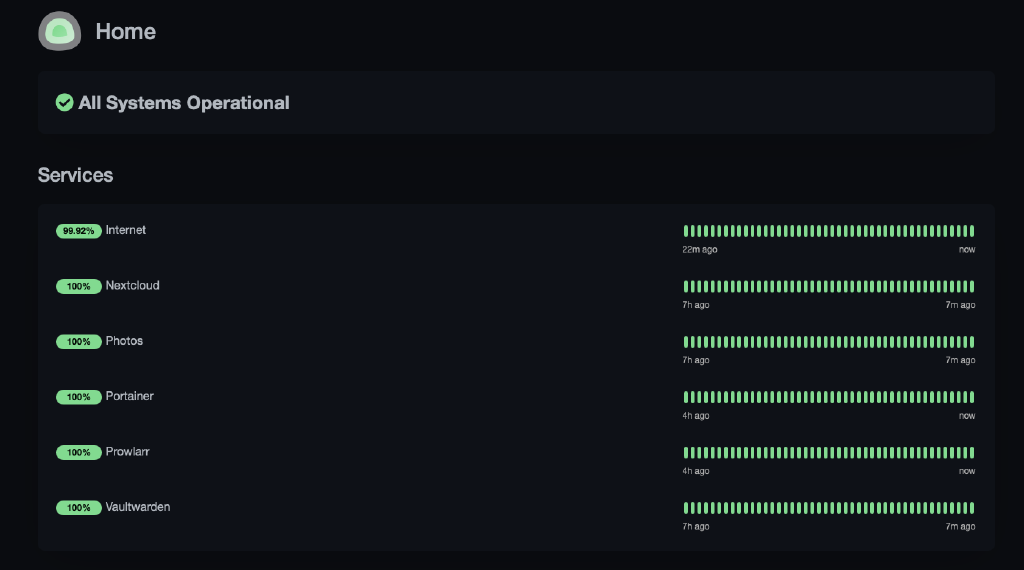 Home
All Systems Operational
Services
99.92% Internet
22m ago now
100% Nextcloud
7h ago 7m ago
100% Photos
7h ago 7m ago
100% Portainer
4h ago now
100% Prowlarr
4h ago now
100% Vaultwarden
7h ago 7m ago